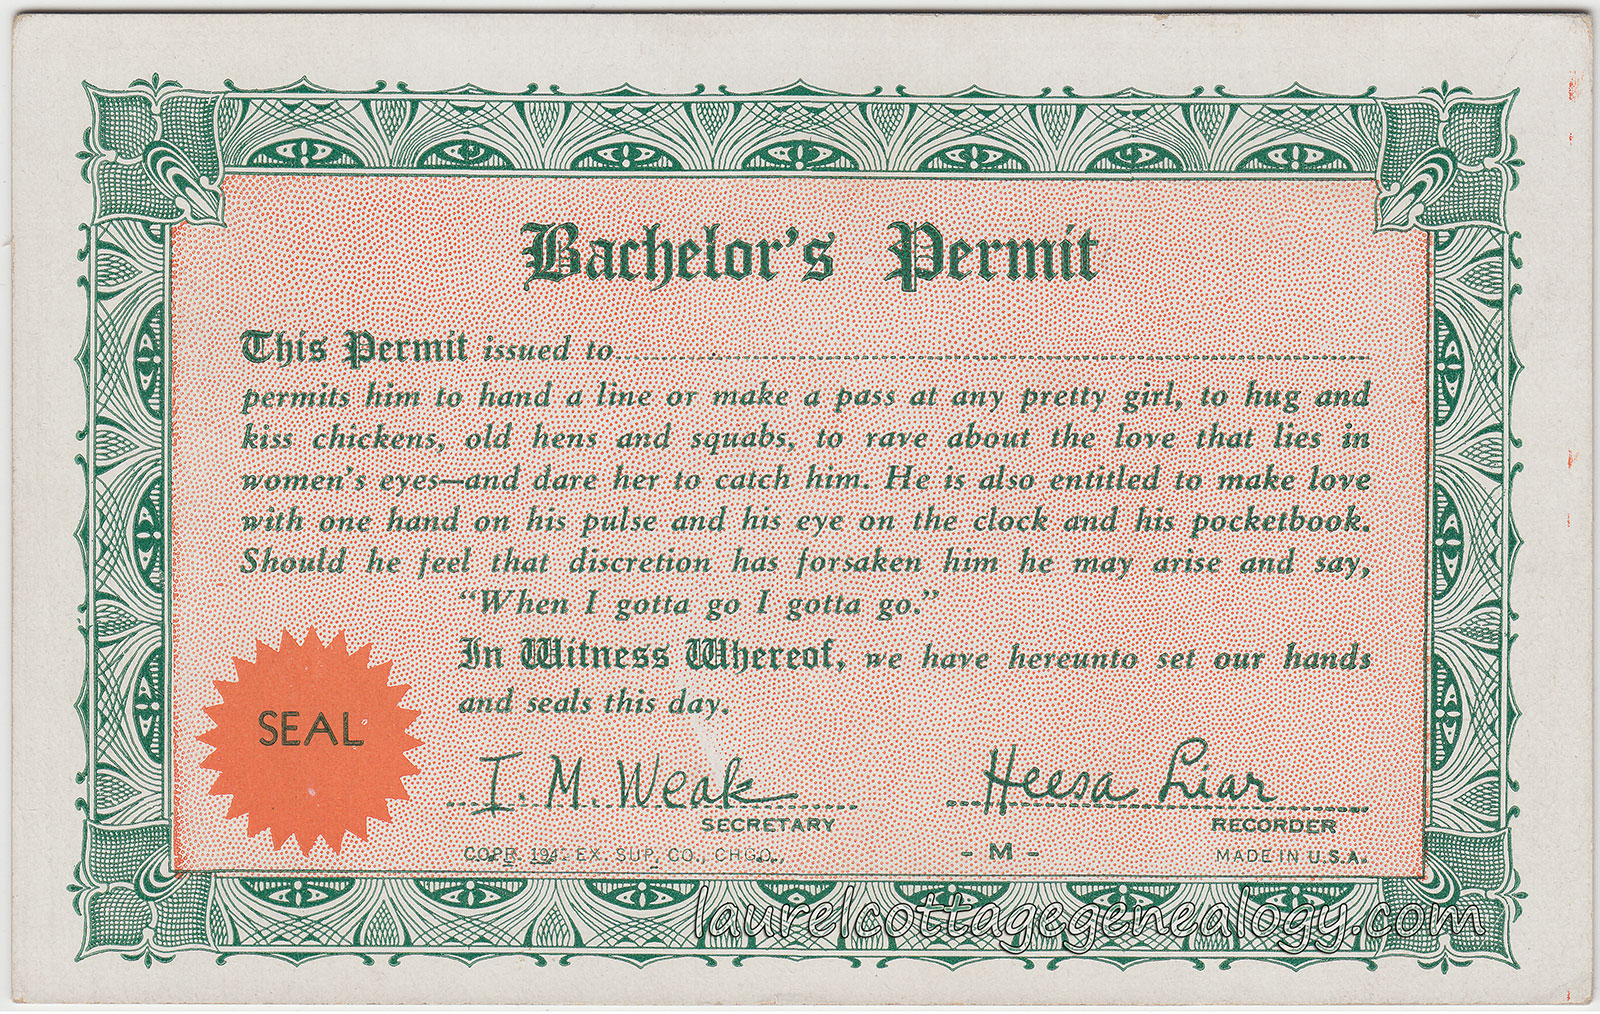 Bachelor's Permit
This Permit issued to
permits him to hand a line or make a pass at any pretty girl, to hug and
kiss chickens, old hens and squabs, to rave about the love that lies in
women's eyes—and dare her to catch him. He is also entitled to make love
with one hand on his pulse and his eye on the clock and his pocketbook.
Should he feel that discretion has forsaken him he may arise and say,
"When I gotta go I gotta go."
In Witness Whereof, we have hereunto set our hands
and seals this day.
SEAL
I. M. Weak
Heesa Liar
SECRETARY
RECORDER
COPR. EX. SUP. CO., CHGO.,
- M -
MADE IN U.S.A.
laurelcottagegenealogy.com